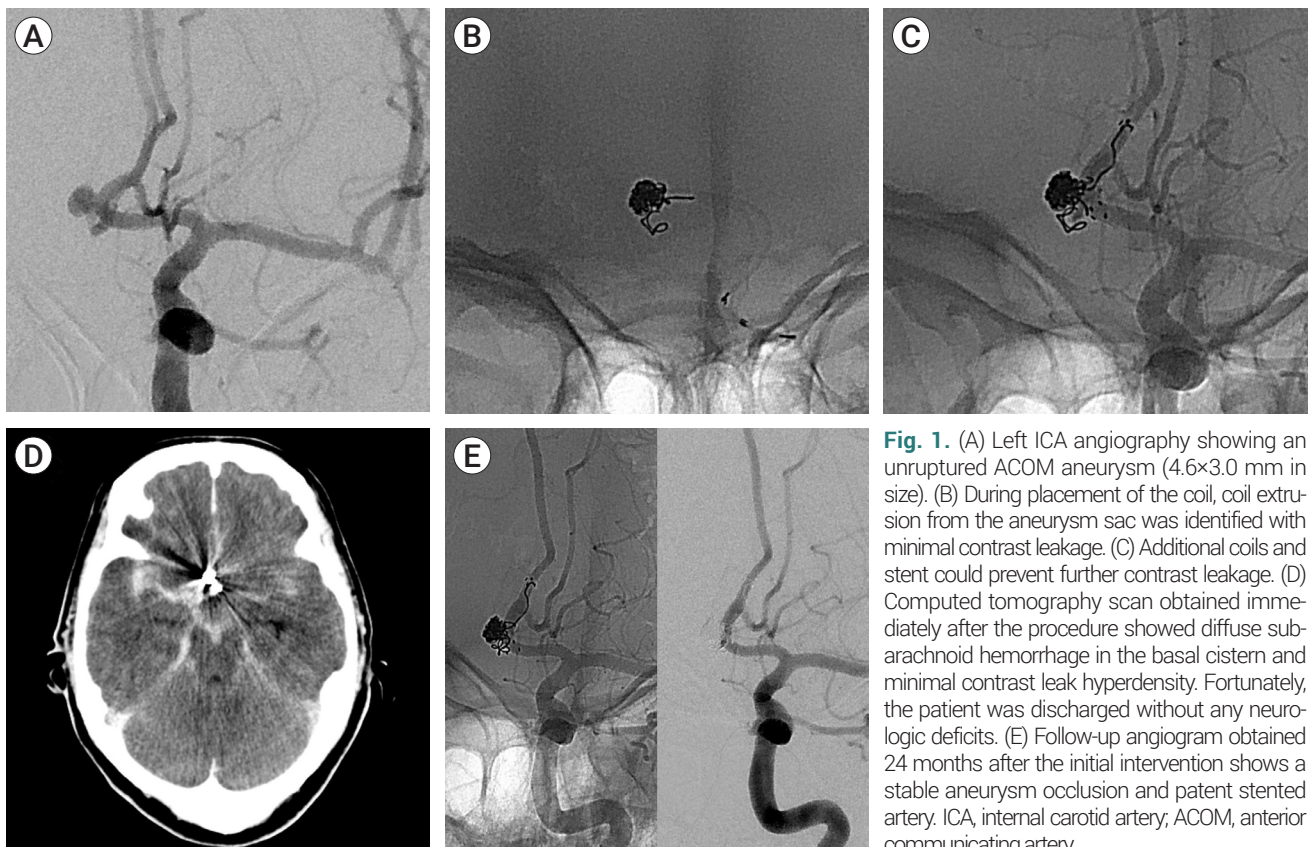 A
B
C
D
E
Fig. 1. (A) Left ICA angiography showing an
unruptured ACOM aneurysm (4.6×3.0 mm in
size). (B) During placement of the coil, coil extru-
sion from the aneurysm sac was identified with
minimal contrast leakage. (C) Additional coils and
stent could prevent further contrast leakage. (D)
Computed tomography scan obtained imme-
diately after the procedure showed diffuse sub-
arachnoid hemorrhage in the basal cistern and
minimal contrast leak hyperdensity. Fortunately,
the patient was discharged without any neuro-
logic deficits. (E) Follow-up angiogram obtained
24 months after the initial intervention shows a
stable aneurysm occlusion and patent stented
artery. ICA, internal carotid artery; ACOM, anterior
communicating artery.